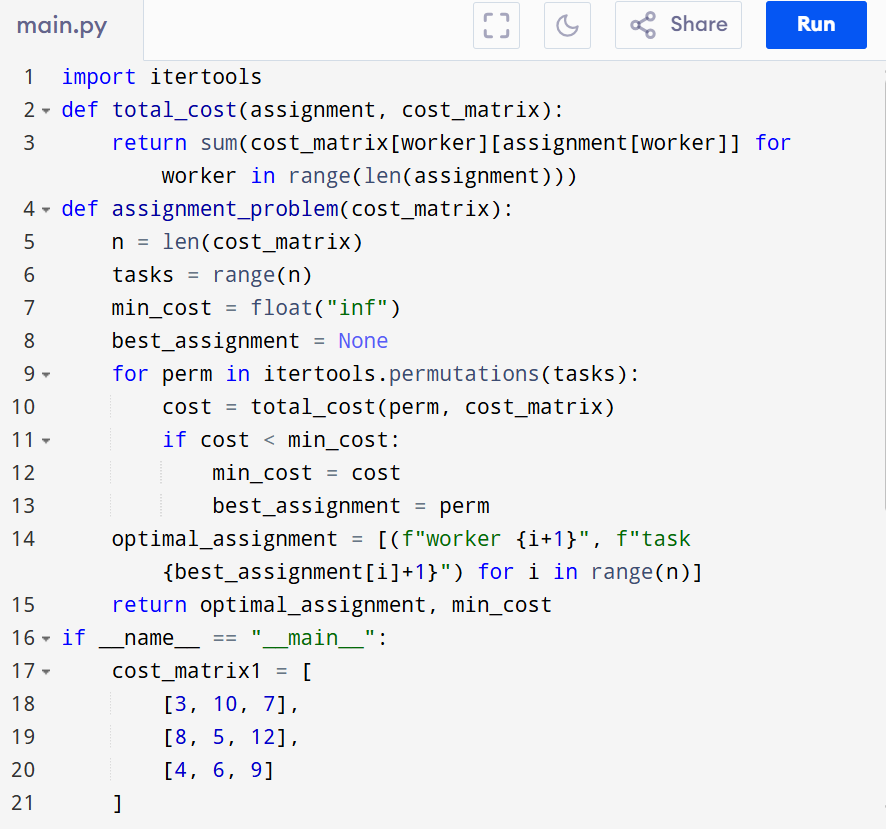 main.py
Share
Run
1 import itertools
2 def total_cost(assignment, cost_matrix):
3     return sum(cost_matrix[worker][assignment[worker]] for
            worker in range(len(assignment)))
4 def assignment_problem(cost_matrix):
5     n = len(cost_matrix)
6     tasks = range(n)
7     min_cost = float("inf")
8     best_assignment = None
9     for perm in itertools.permutations(tasks):
10         cost = total_cost(perm, cost_matrix)
11         if cost < min_cost:
12             min_cost = cost
13             best_assignment = perm
14     optimal_assignment = [(f"worker {i+1}", f"task
            {best_assignment[i]+1}") for i in range(n)]
15     return optimal_assignment, min_cost
16 if __name__ == "__main__":
17     cost_matrix1 = [
18         [3, 10, 7],
19         [8, 5, 12],
20         [4, 6, 9]
21     ]